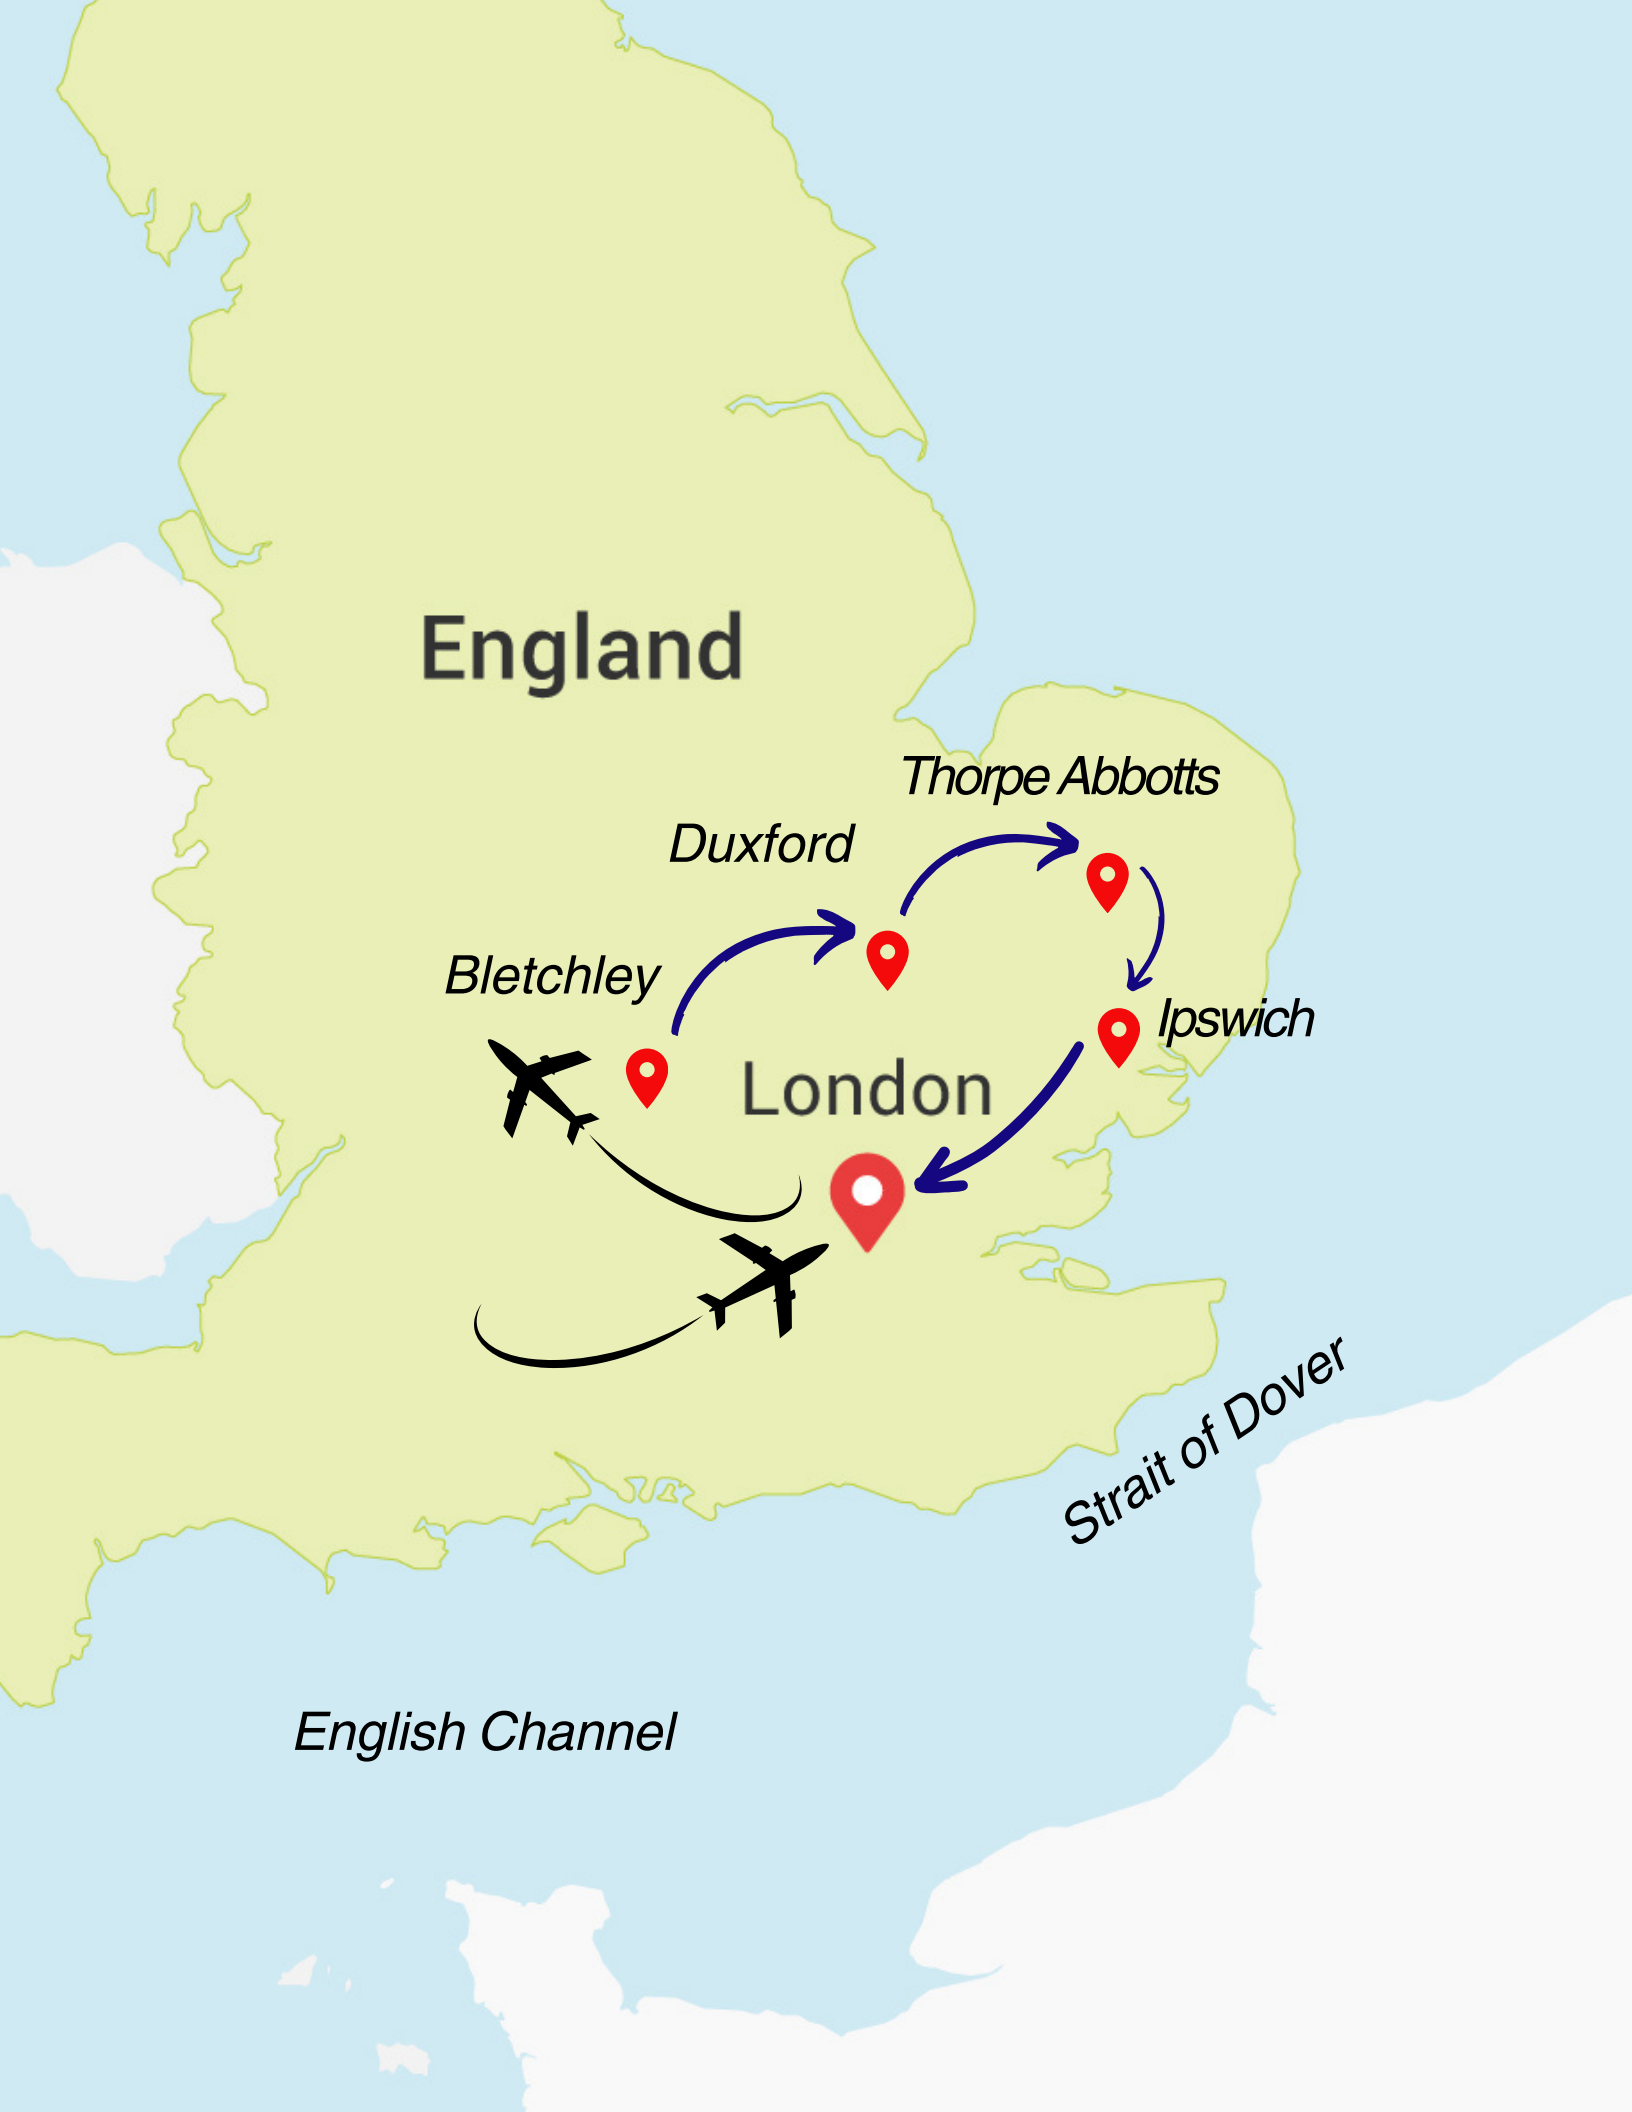 England
Thorpe Abbotts
Duxford
Bletchley
Ipswich
London
Strait of Dover
English Channel